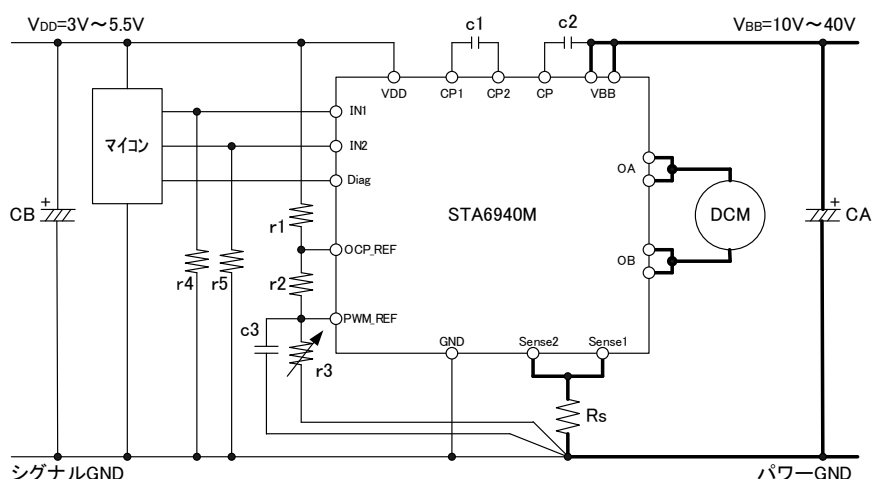 VDD=3V～5.5V
c1
c2
VBB=10V～40V
VDD
CP1
CP2
CP
VBB
マイコン
IN1
IN2
Diag
OA
CB
+
r1
STA6940M
DCM
+
CA
r4
r5
OCP_REF
r2
OB
c3
PWM_REF
r3
GND
Sense2
Sense1
Rs
シグナルGND
パワーGND